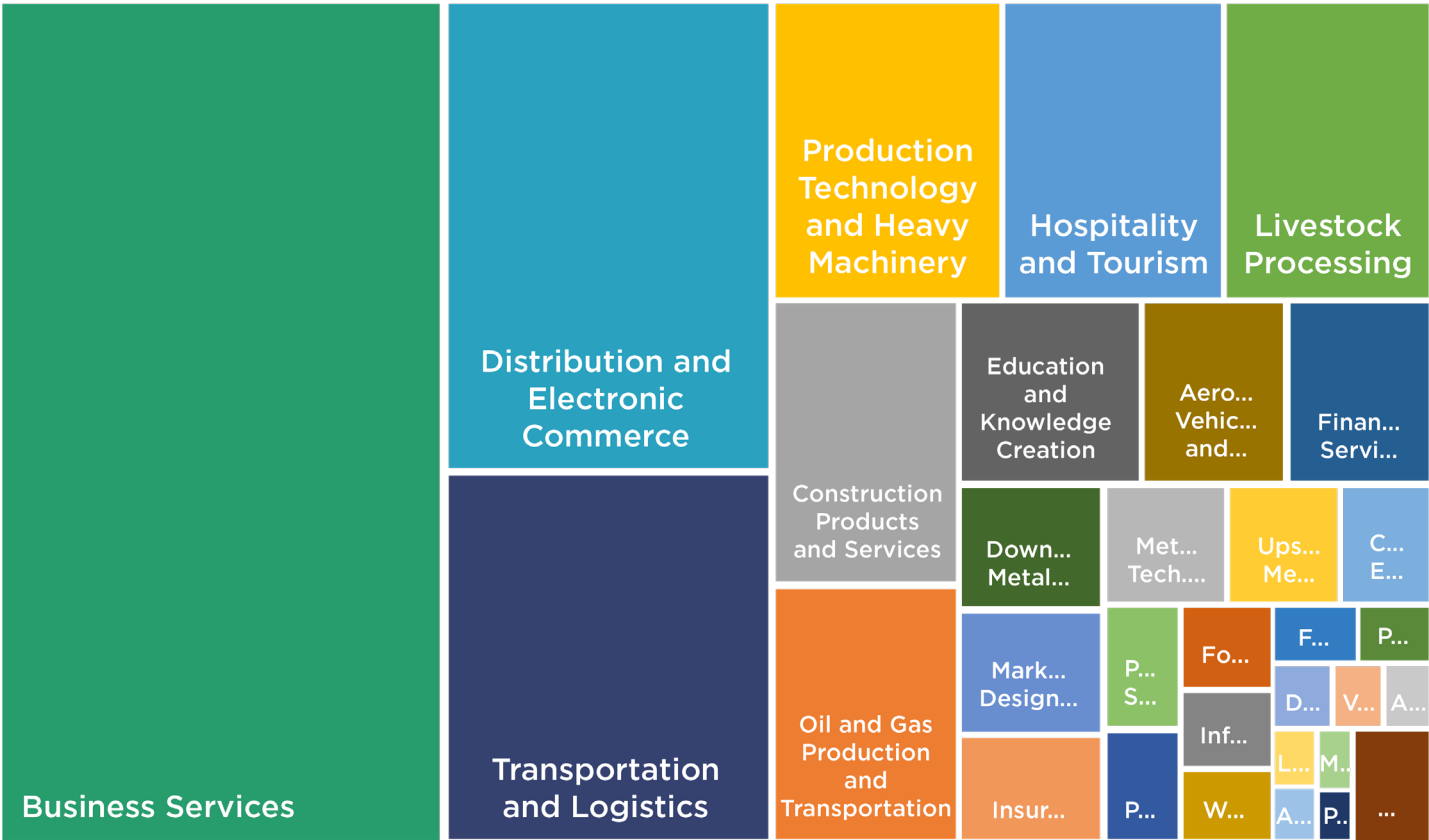 Business Services
Distribution and
Electronic
Commerce
Transportation
and Logistics
Production
Technology
and Heavy
Machinery
Hospitality
and Tourism
Livestock
Processing
Construction
Products
and Services
Oil and Gas
Production
and
Transportation
Education
and
Knowledge
Creation
Aero...
Vehic...
and...
Finan...
Servi...
Down...
Metal...
Met...
Tech....
Ups...
Me...
C...
E...
Mark...
Design...
Insur...
P...
S...
P...
Fo...
Inf...
W...
F...
P...
D...
V...
A...
L...
M...
A...
P...
...